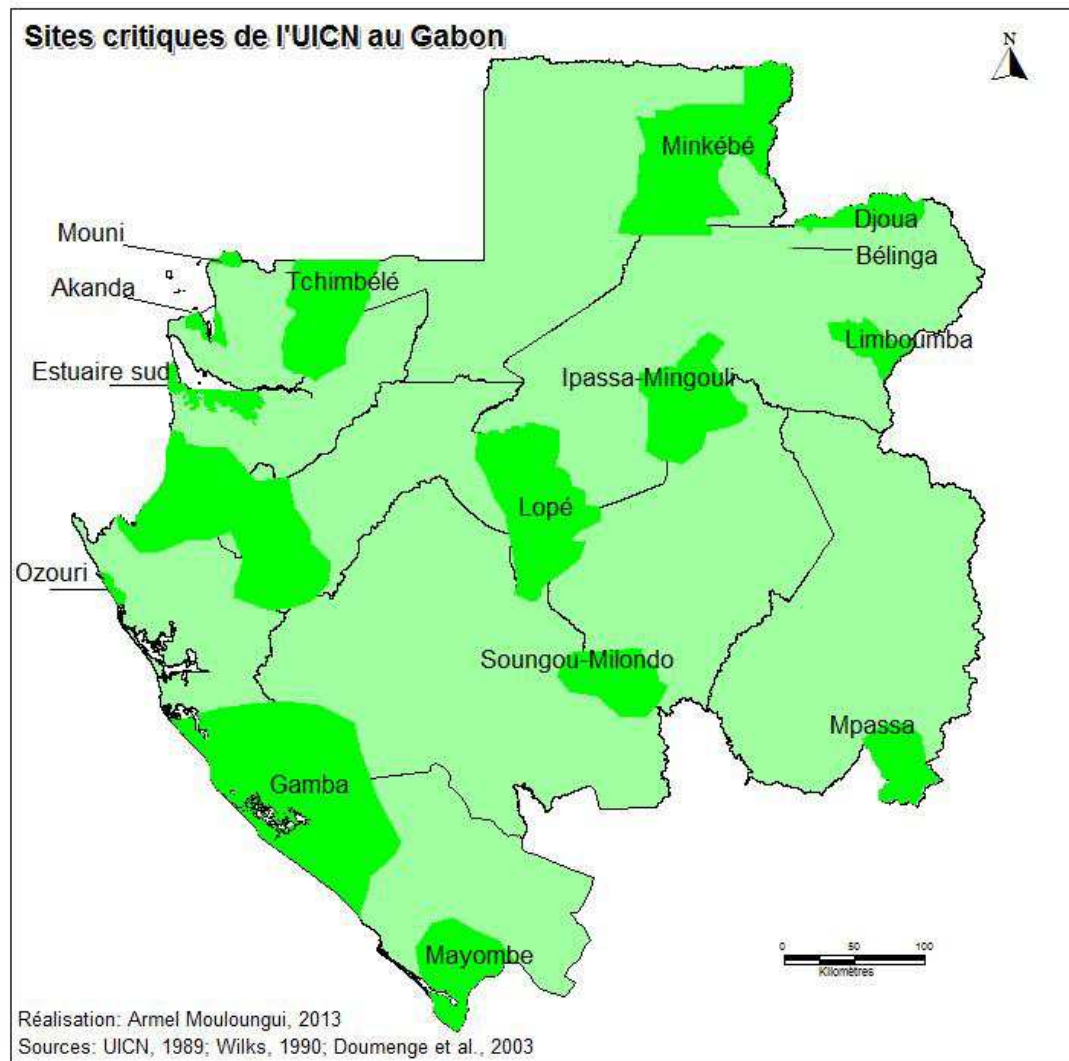 Sites critiques de l'UICN au Gabon
N
Minkébé
Mouni
Djoua
Bélinga
Tchimbélé
Akanda
Limboumba
Estuaire sud
Ipassa-Mingouli
Lopé
Ozouri
Soungou-Milondo
Mpassa
Gamba
Mayombe
0 50 100
Kilomètres
Réalisation: Armel Mouloungui, 2013
Sources: UICN, 1989; Wilks, 1990; Doumenge et al., 2003